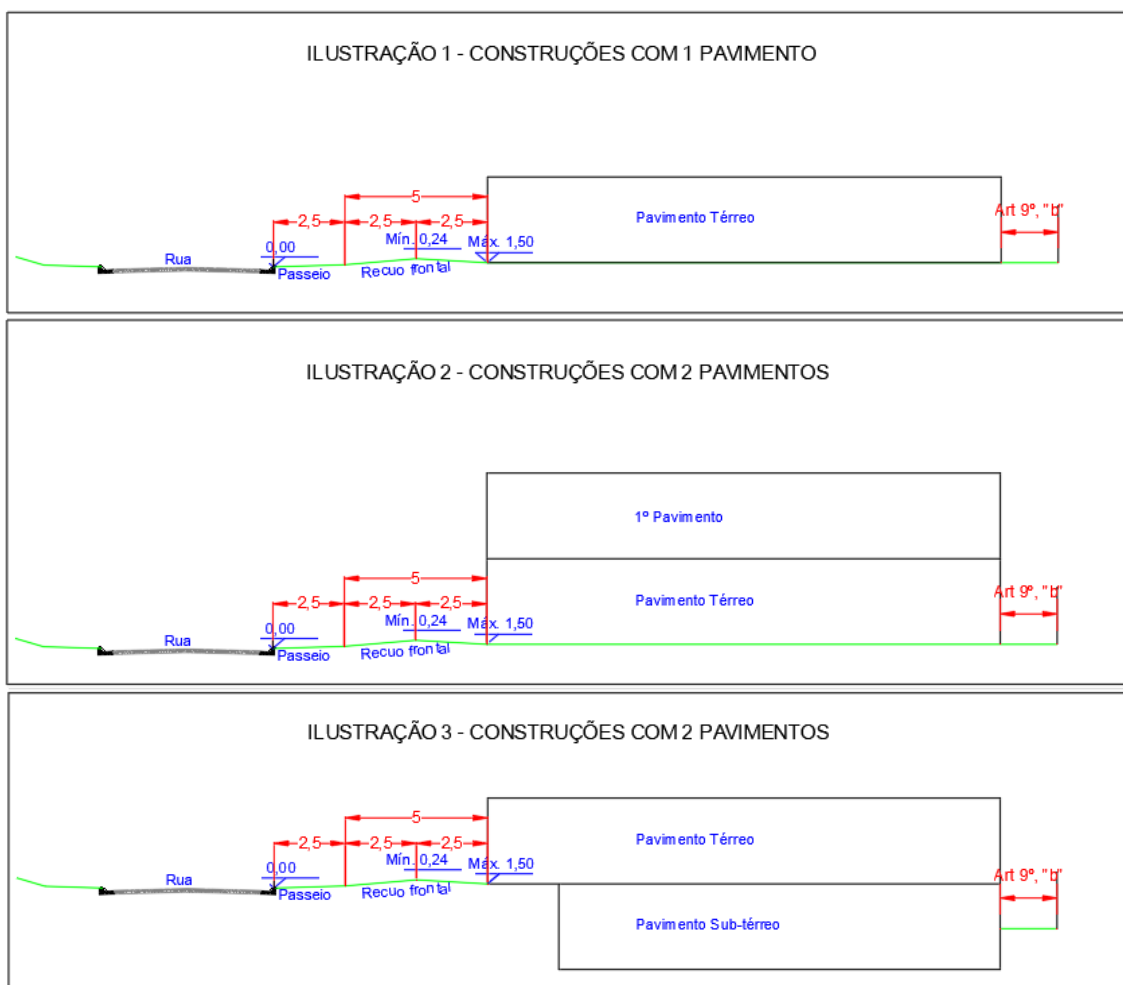 ILUSTRAÇÃO 1 - CONSTRUÇÕES COM 1 PAVIMENTO
5
Pavimento Térreo
Art 9º, "b"
2,5
2,5
2,5
Mín. 0,24
Máx. 1,50
0,00
Rua
Passeio
Recuo frontal
ILUSTRAÇÃO 2 - CONSTRUÇÕES COM 2 PAVIMENTOS
1º Pavimento
5
Pavimento Térreo
Art 9º, "b"
2,5
2,5
2,5
Mín. 0,24
Máx. 1,50
0,00
Rua
Passeio
Recuo frontal
ILUSTRAÇÃO 3 - CONSTRUÇÕES COM 2 PAVIMENTOS
5
Pavimento Térreo
2,5
2,5
2,5
Mín. 0,24
Máx. 1,50
0,00
Art 9º, "b"
Rua
Passeio
Recuo frontal
Pavimento Sub-térreo